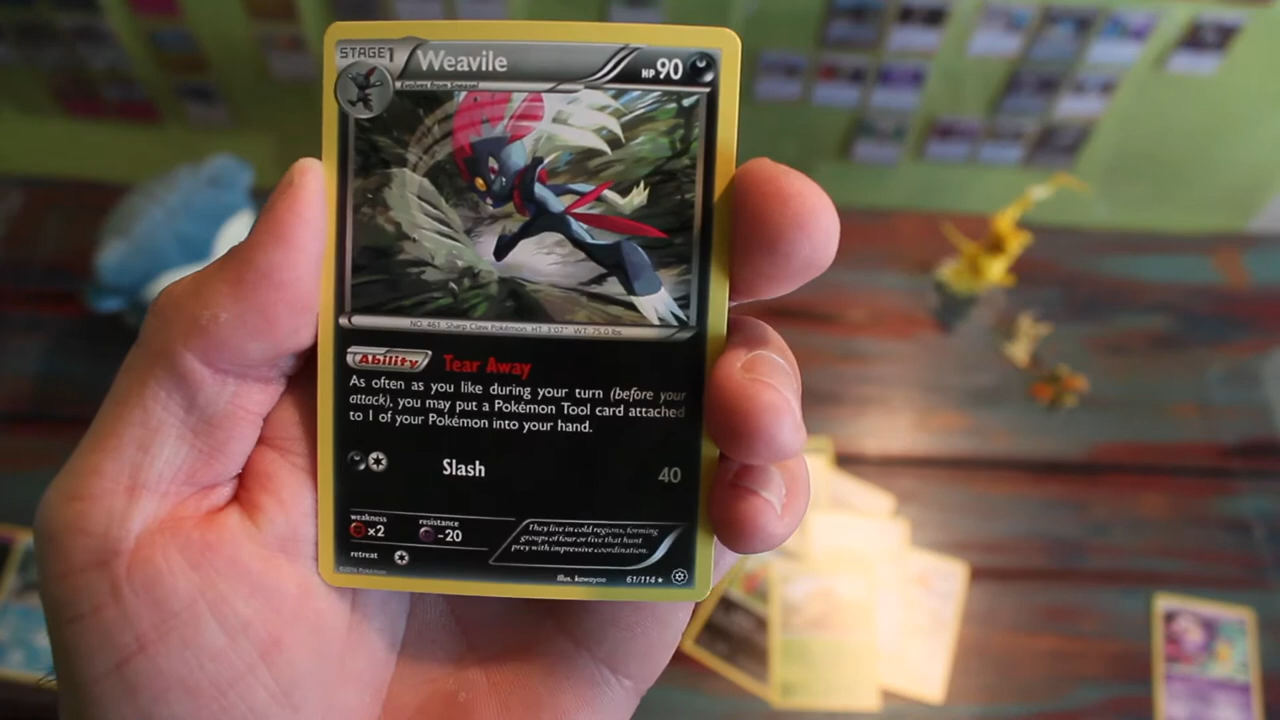 STAGE1 Weavile HP 90
Evolves from Sneasel
NO. 461 Sharp Claw Pokémon HT: 3'07" WT: 75.0 lbs.
Ability Tear Away
As often as you like during your turn (before your
attack), you may put a Pokémon Tool card attached
to 1 of your Pokémon into your hand.
Slash 40
weakness resistance
x2 -20
retreat
They live in cold regions, forming
groups of four or five that hunt
prey with impressive coordination.
©2016 Pokémon Illus. kawayoo 61/114 ★